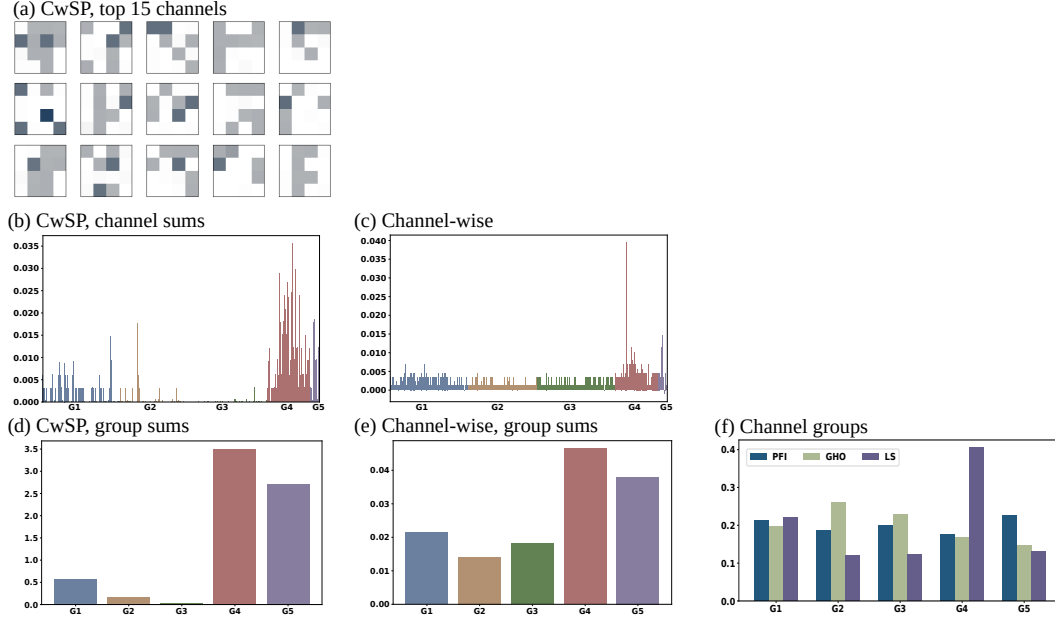 (a) CwSP, top 15 channels
(b) CwSP, channel sums
0.035
0.030
0.025
0.020
0.015
0.010
0.005
0.000
G1 G2 G3 G4 G5
(c) Channel-wise
0.040
0.035
0.030
0.025
0.020
0.015
0.010
0.005
0.000
G1 G2 G3 G4 G5
(d) CwSP, group sums
3.5
3.0
2.5
2.0
1.5
1.0
0.5
0.0
G1 G2 G3 G4 G5
(e) Channel-wise, group sums
0.04
0.03
0.02
0.01
0.00
G1 G2 G3 G4 G5
(f) Channel groups
PFI GHO LS
0.4
0.3
0.2
0.1
0.0
G1 G2 G3 G4 G5